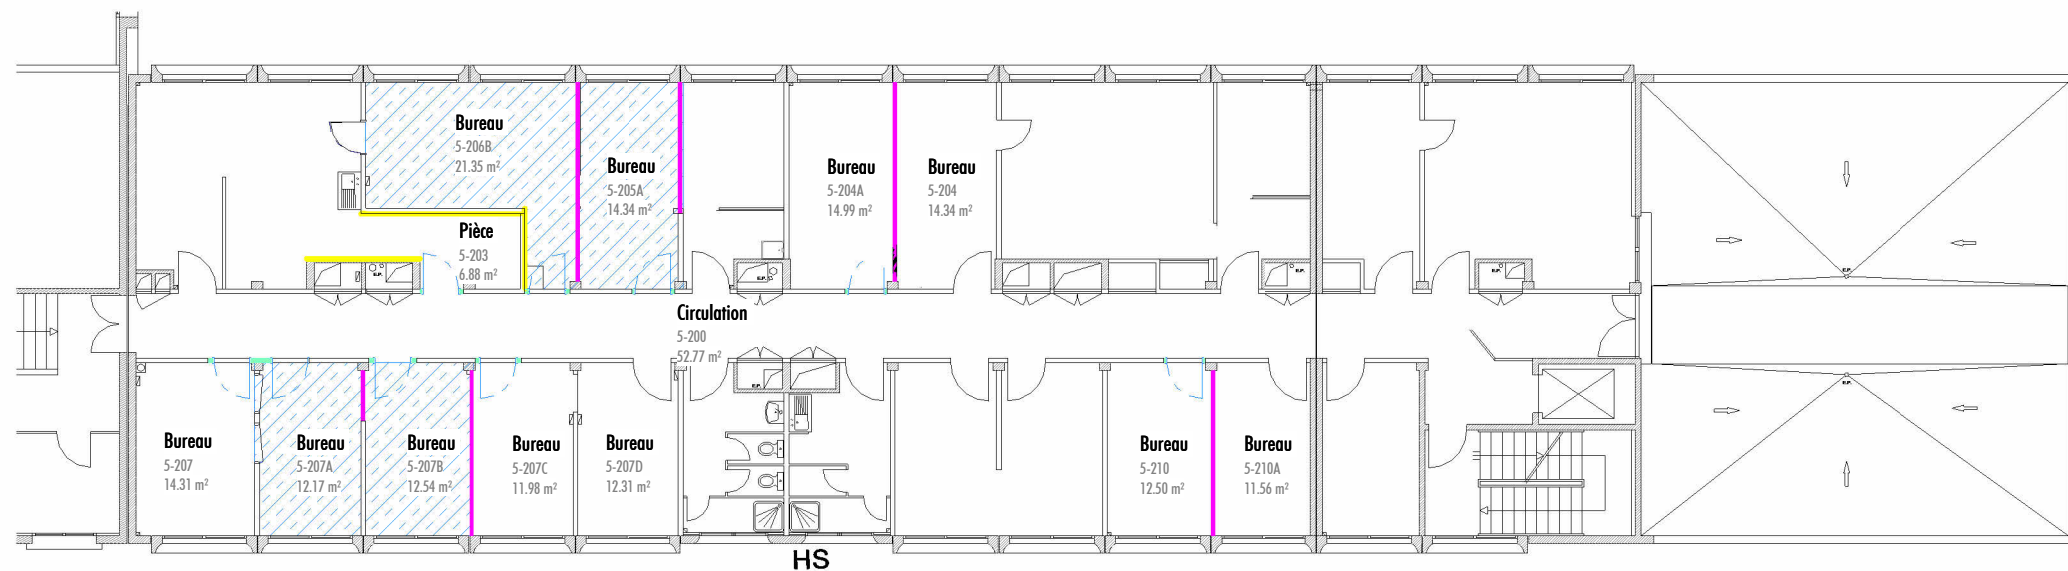 Bureau
5-206B
21.35 m²
Bureau
5-205A
14.34 m²
Bureau
5-204A
14.99 m²
Bureau
5-204
14.34 m²
Pièce
5-203
6.88 m²
E.P.
E.P.
E.P.
E.P.
E.P.
Circulation
5-200
52.77 m²
E.P.
E.P.
Bureau
5-207
14.31 m²
Bureau
5-207A
12.17 m²
Bureau
5-207B
12.54 m²
Bureau
5-207C
11.98 m²
Bureau
5-207D
12.31 m²
Bureau
5-210
12.50 m²
Bureau
5-210A
11.56 m²
HS